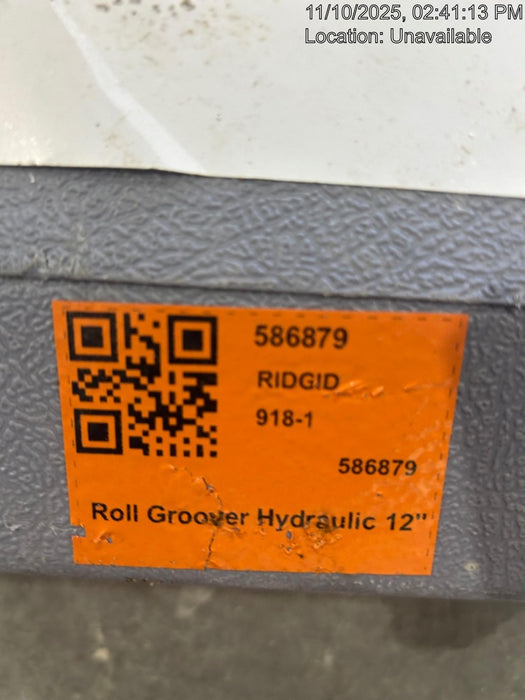 11/10/2025, 02:41:13 PM
Location: Unavailable
586879
RIDGID
918-1
586879
Roll Groover Hydraulic 12"